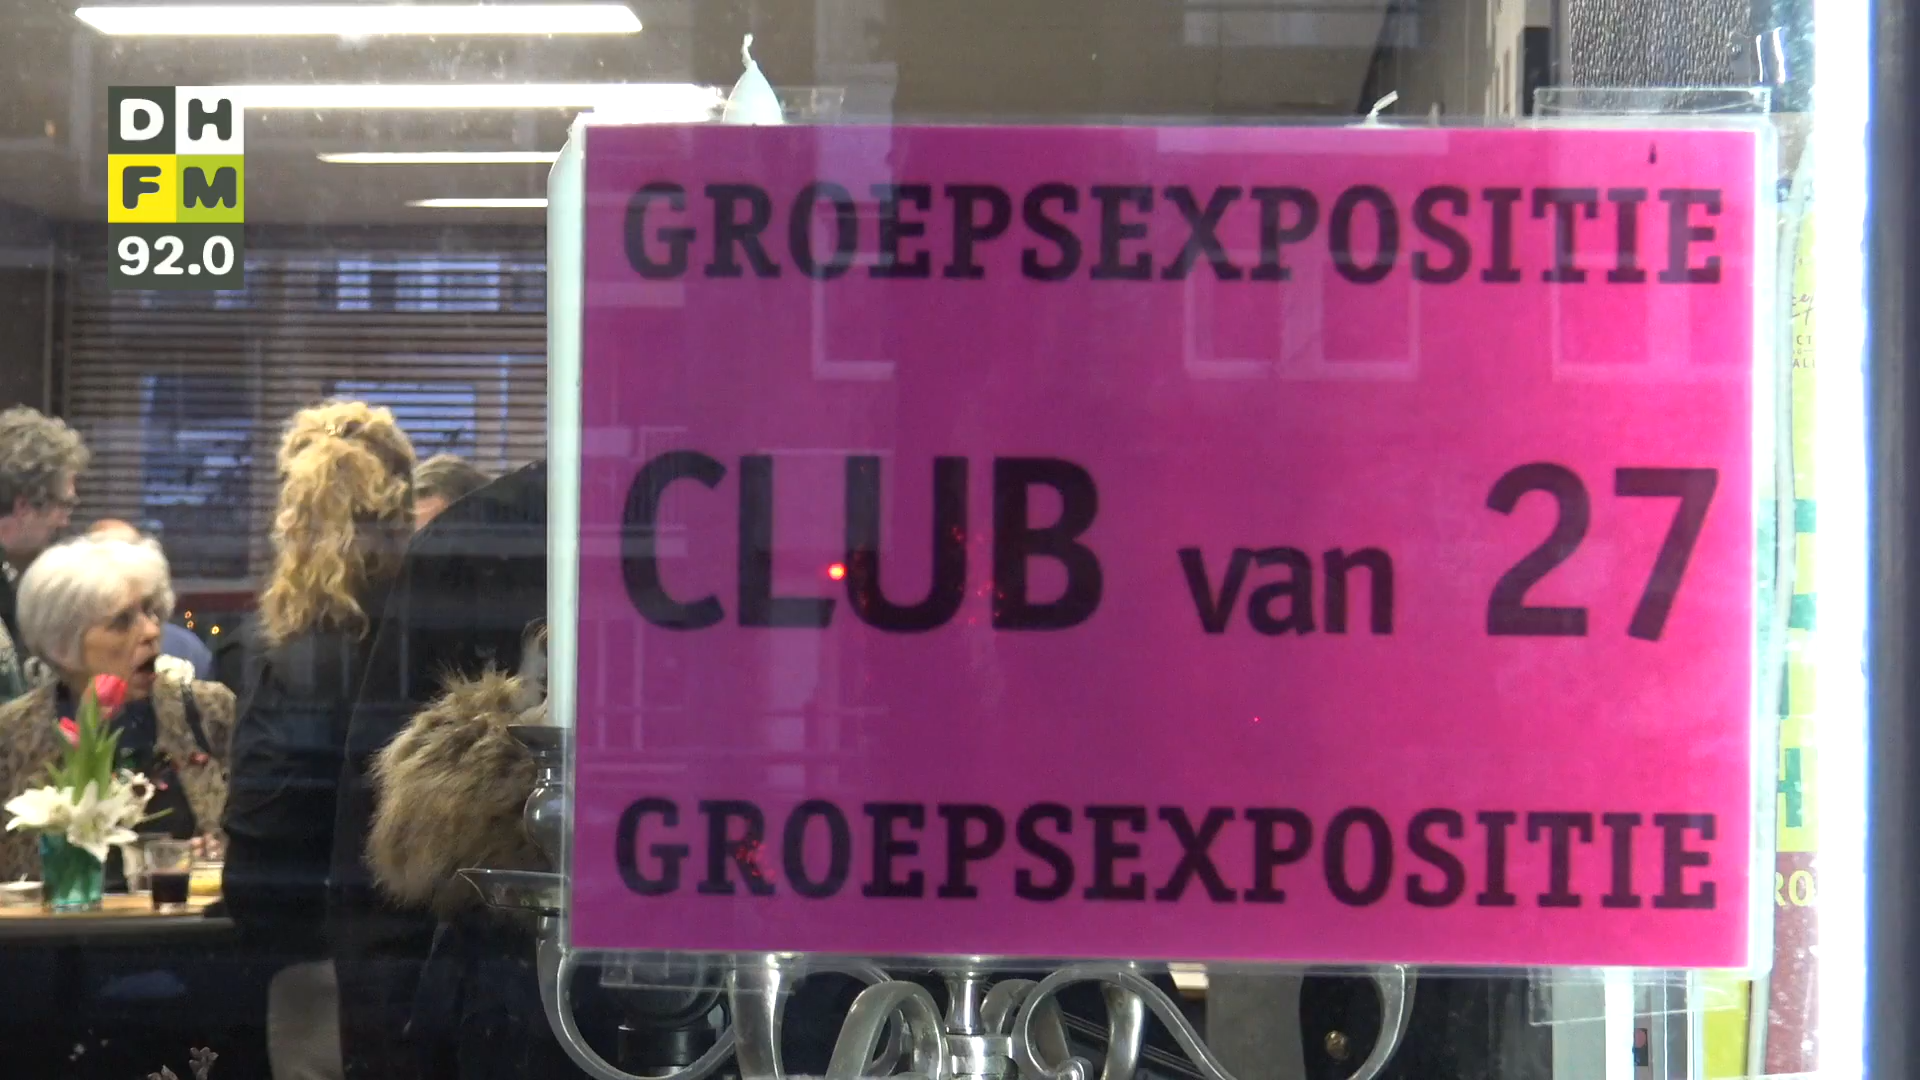 DH
FM
92.0
GROEPSEXPOSITIE
CLUB van 27
GROEPSEXPOSITIE